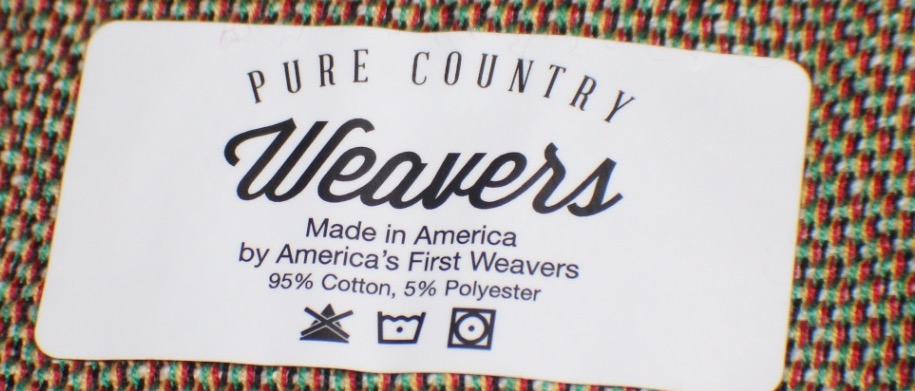 PURE COUNTRY
Weavers
Made in America
by America's First Weavers
95% Cotton, 5% Polyester